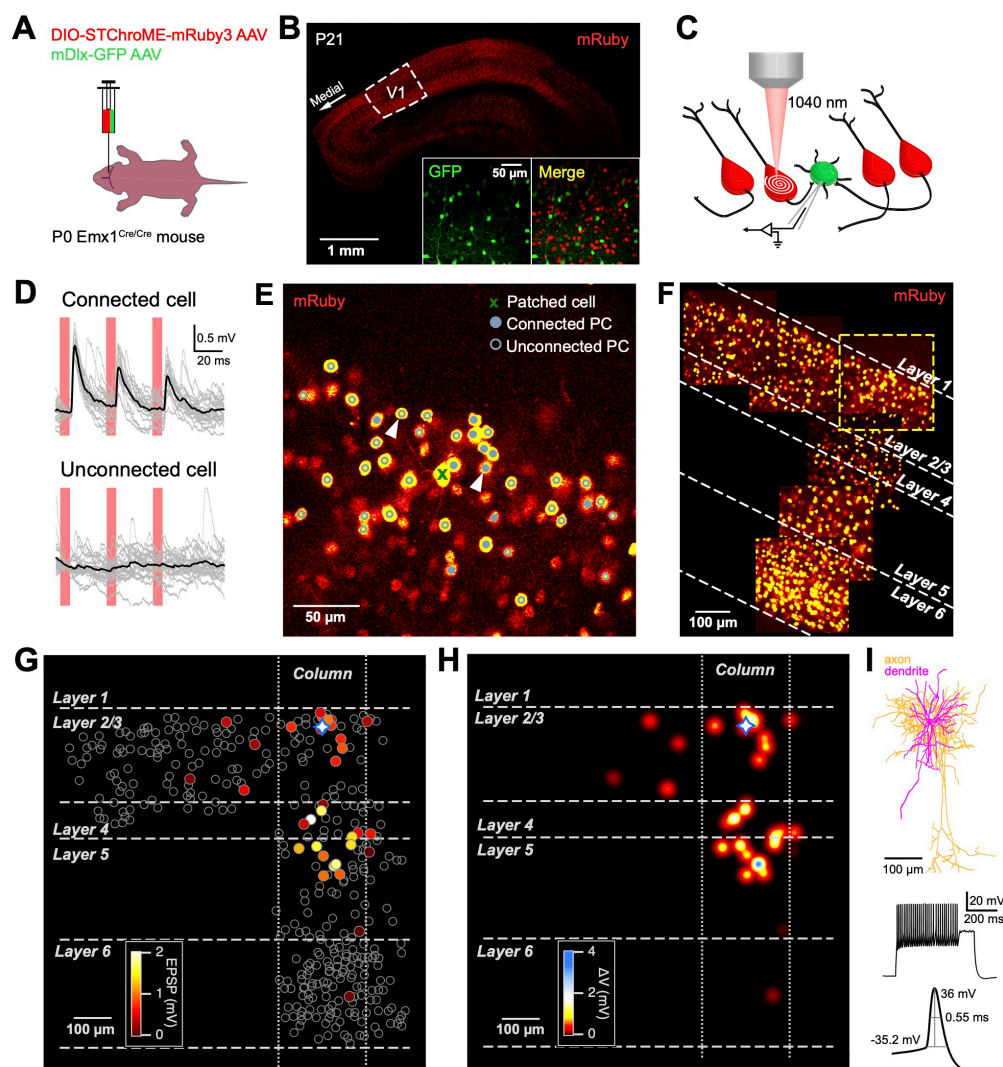 A
DIO-STChroME-mRuby3 AAV
mDlx-GFP AAV
P0 Emx1Cre/Cre mouse
B
P21
mRuby
Medial
V1
GFP
50 µm
Merge
1 mm
C
1040 nm
D
Connected cell
0.5 mV
20 ms
Unconnected cell
E
mRuby
x Patched cell
Connected PC
Unconnected PC
x
50 µm
F
mRuby
Layer 1
Layer 2/3
Layer 4
Layer 5
Layer 6
100 µm
G
Column
Layer 1
Layer 2/3
Layer 4
Layer 5
Layer 6
EPSP (mV)
2
1
0
100 µm
H
Column
Layer 1
Layer 2/3
Layer 4
Layer 5
Layer 6
ΔV (mV)
4
2
0
100 µm
I
axon
dendrite
100 µm
20 mV
200 ms
36 mV
0.55 ms
-35.2 mV